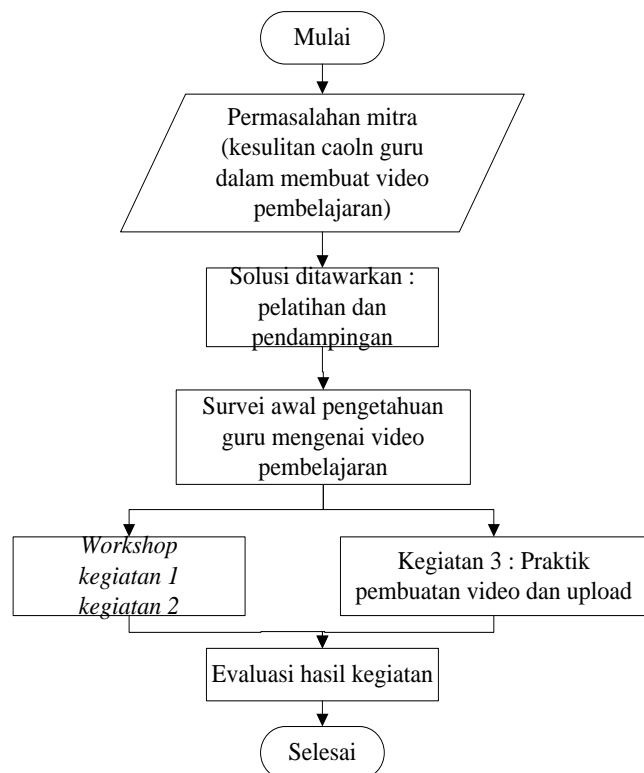 Mulai
Permasalahan mitra
(kesulitan caoln guru
dalam membuat video
pembelajaran)
Solusi ditawarkan :
pelatihan dan
pendampingan
Survei awal pengetahuan
guru mengenai video
pembelajaran
Workshop
kegiatan 1
kegiatan 2
Kegiatan 3 : Praktik
pembuatan video dan upload
Evaluasi hasil kegiatan
Selesai